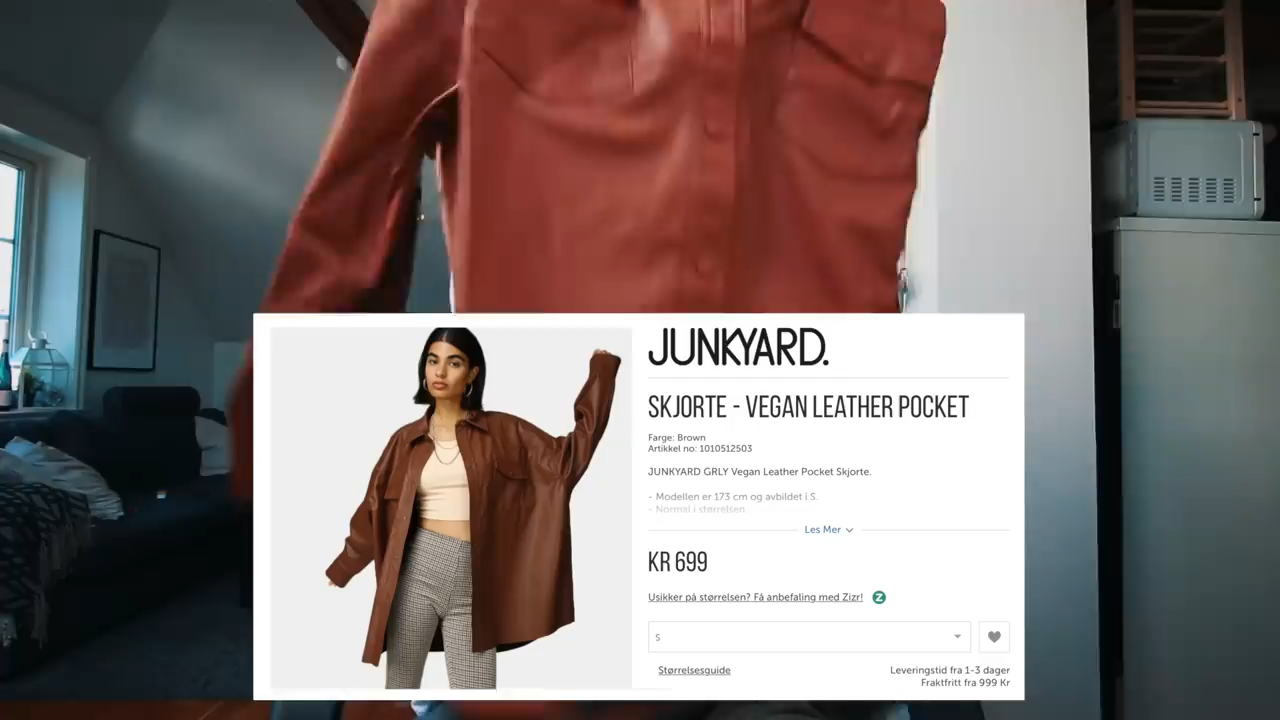 JUNKYARD.
SKJORTE - VEGAN LEATHER POCKET
Farge: Brown
Artikkel no: 1010512503
JUNKYARD GRLY Vegan Leather Pocket Skjorte.
- Modellen er 173 cm og avbildet i S.
- Normal i størrelsen
Les Mer
KR 699
Usikker på størrelsen? Få anbefaling med Zizr!
S
Størrelsesguide
Leveringstid fra 1-3 dager
Fraktfritt fra 999 Kr